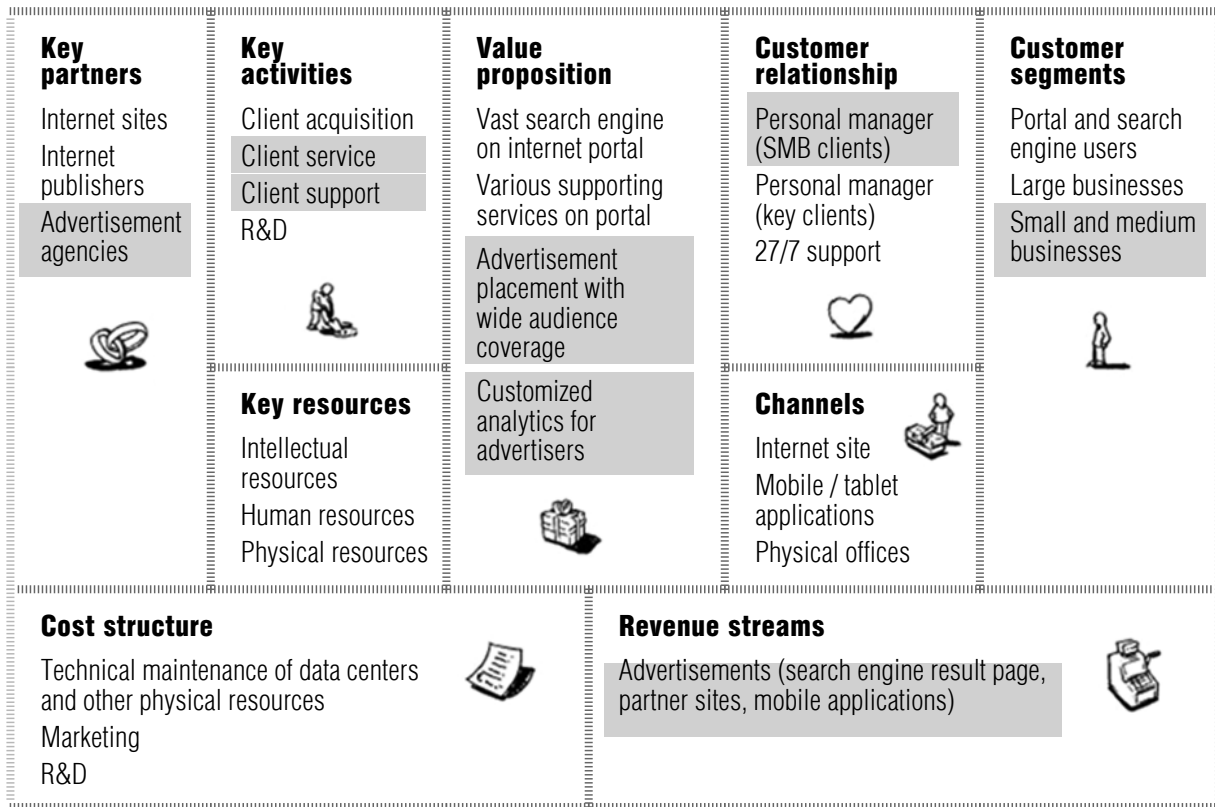 Key
partners
Internet sites
Internet
publishers
Advertisement
agencies
Key
activities
Client acquisition
Client service
Client support
R&D
Key resources
Intellectual
resources
Human resources
Physical resources
Value
proposition
Vast search engine
on internet portal
Various supporting
services on portal
Advertisement
placement with
wide audience
coverage
Customized
analytics for
advertisers
Customer
relationship
Personal manager
(SMB clients)
Personal manager
(key clients)
27/7 support
Channels
Internet site
Mobile / tablet
applications
Physical offices
Customer
segments
Portal and search
engine users
Large businesses
Small and medium
businesses
Cost structure
Technical maintenance of data centers
and other physical resources
Marketing
R&D
Revenue streams
Advertisements (search engine result page,
partner sites, mobile applications)